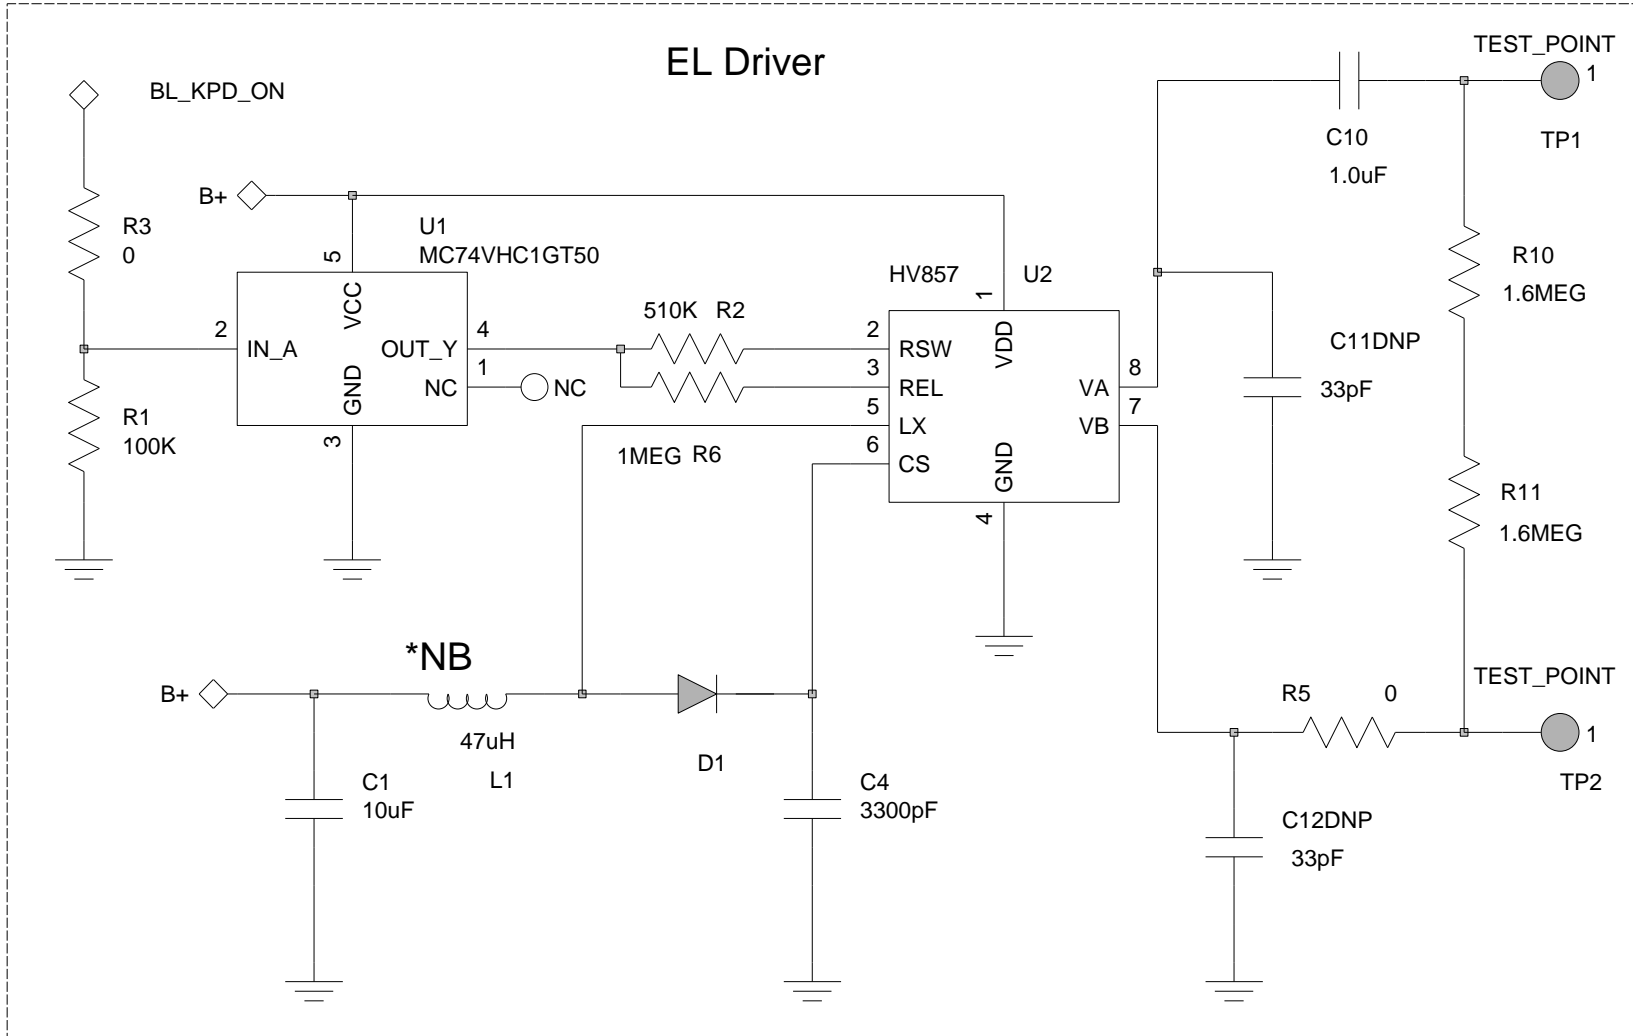 EL Driver
TEST_POINT
1
TP1
BL_KPD_ON
C10
1.0uF
B+
R3
0
U1
MC74VHC1GT50
5
VCC
2
IN_A
OUT_Y
4
1
NC
NC
GND
3
R1
100K
HV857
U2
1
VDD
510K R2
2
RSW
3
REL
5
LX
6
CS
1MEG R6
8
VA
7
VB
GND
4
C11DNP
33pF
R10
1.6MEG
R11
1.6MEG
*NB
B+
47uH
L1
D1
C1
10uF
C4
3300pF
R5 0
TEST_POINT
1
TP2
C12DNP
33pF